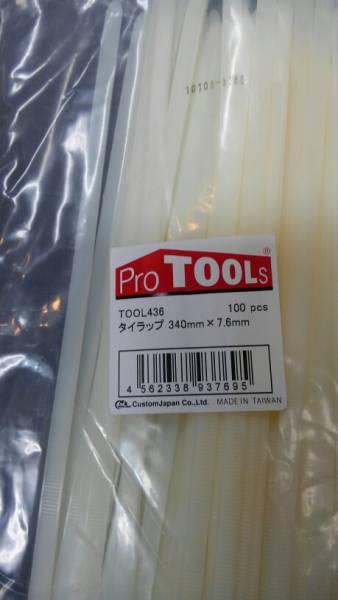 Pro TOOLs®
TOOL436 100 pcs
タイラップ 340mm×7.6mm
4 562338 937695
CustomJapan Co.,Ltd. MADE IN TAIWAN